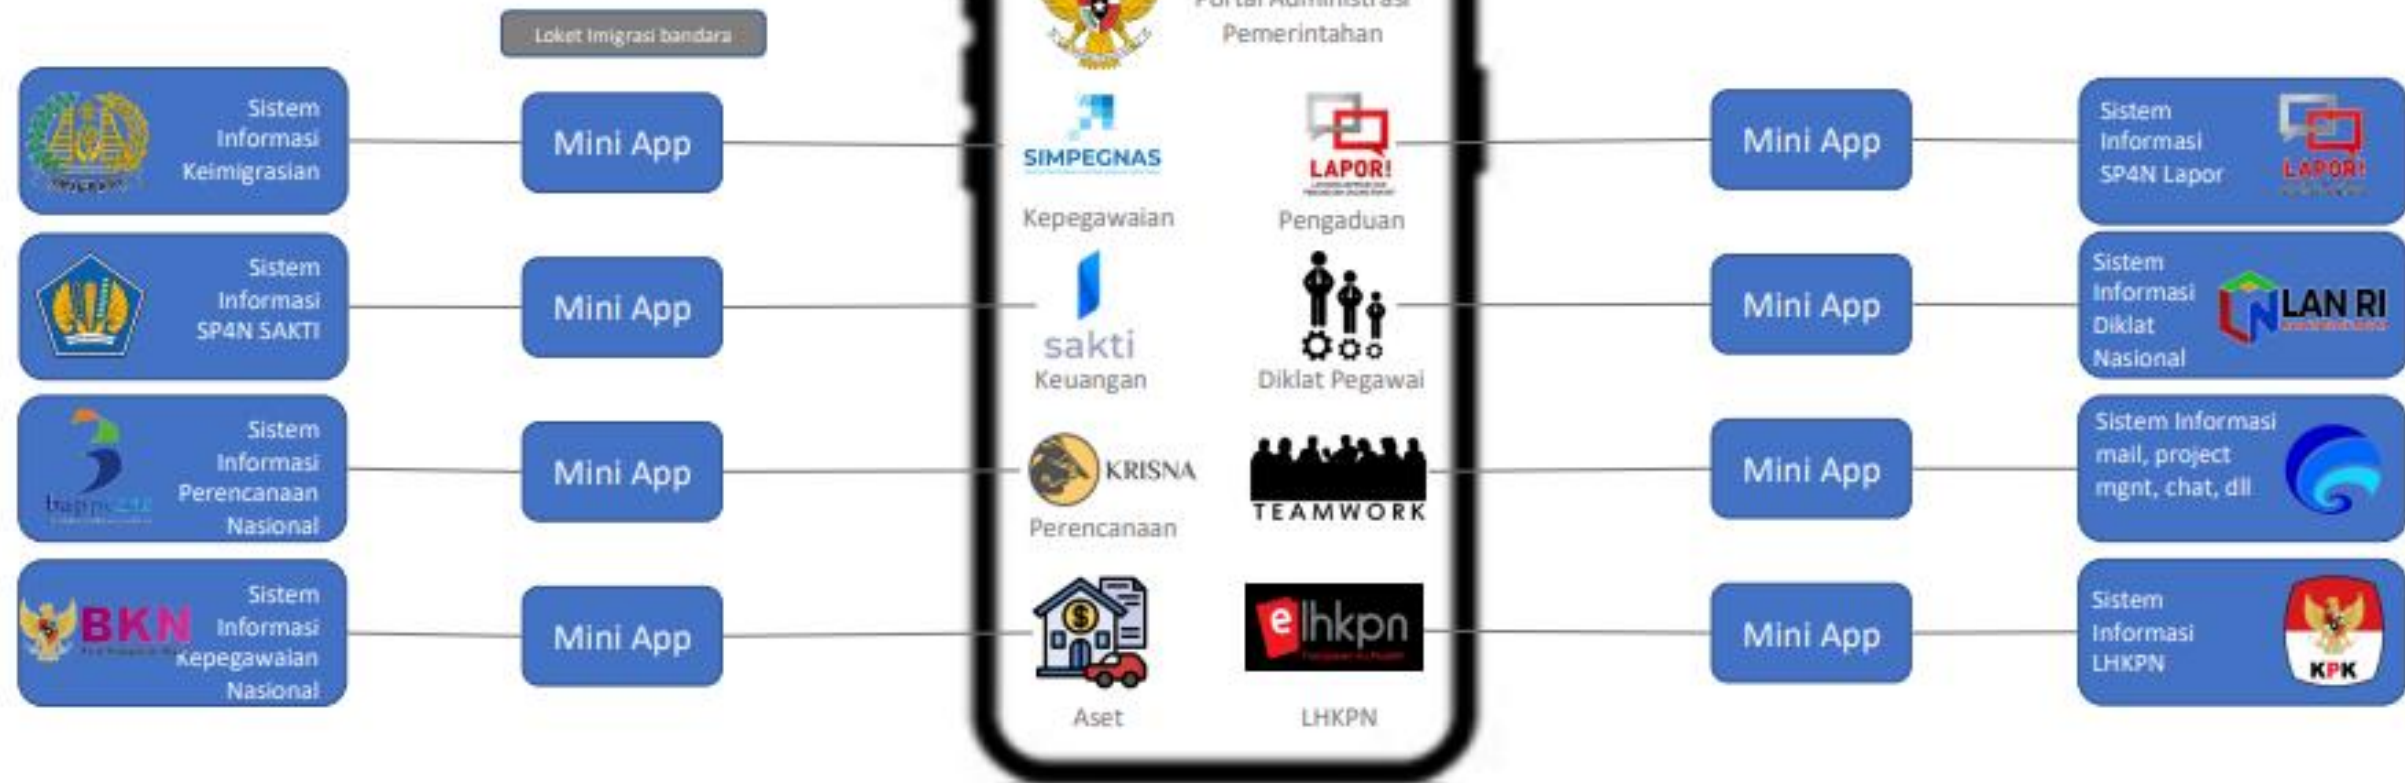 Loket Imigrasi bandara
Portal Administrasi
Pemerintahan
Sistem
Informasi
Keimigrasian
Mini App
SIMPEGNAS
Kepegawaian
LAPOR!
Pengaduan
Mini App
Sistem
Informasi
SP4N Lapor
LAPOR!
Sistem
Informasi
SP4N SAKTI
Mini App
sakti
Keuangan
Diklat Pegawai
Mini App
Sistem
Informasi
Diklat
Nasional
LAN RI
bappenas
Sistem
Informasi
Perencanaan
Nasional
Mini App
KRISNA
Perencanaan
TEAMWORK
Mini App
Sistem Informasi
mail, project
mgnt, chat, dll
BKN
Sistem
Informasi
Kepegawaian
Nasional
Mini App
Aset
elhkpn
LHKPN
Mini App
Sistem
Informasi
LHKPN
KPK